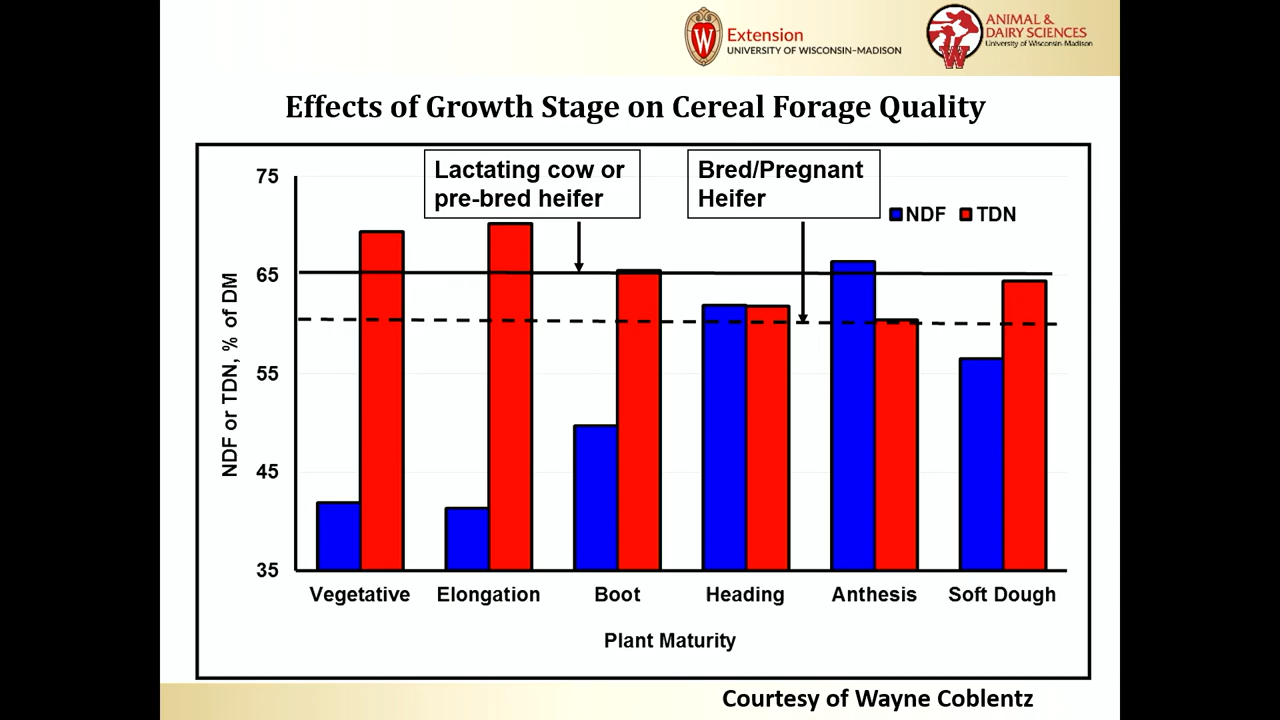 Extension
UNIVERSITY OF WISCONSIN–MADISON
ANIMAL &
DAIRY SCIENCES
University of Wisconsin-Madison
Effects of Growth Stage on Cereal Forage Quality
Lactating cow or
pre-bred heifer
Bred/Pregnant
Heifer
NDF TDN
NDF or TDN, % of DM
75
65
55
45
35
Vegetative Elongation Boot Heading Anthesis Soft Dough
Plant Maturity
Courtesy of Wayne Coblentz